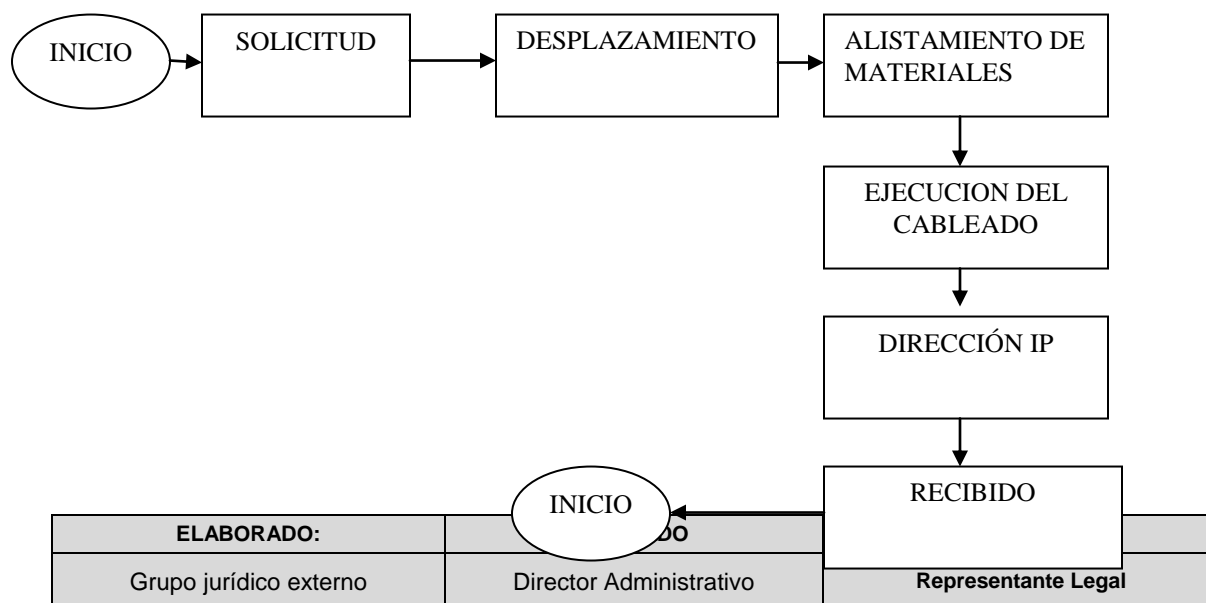 INICIO
SOLICITUD
DESPLAZAMIENTO
ALISTAMIENTO DE
MATERIALES
EJECUCION DEL
CABLEADO
DIRECCIÓN IP
RECIBIDO
INICIO
ELABORADO:
Grupo jurídico externo
Director Administrativo
Representante Legal